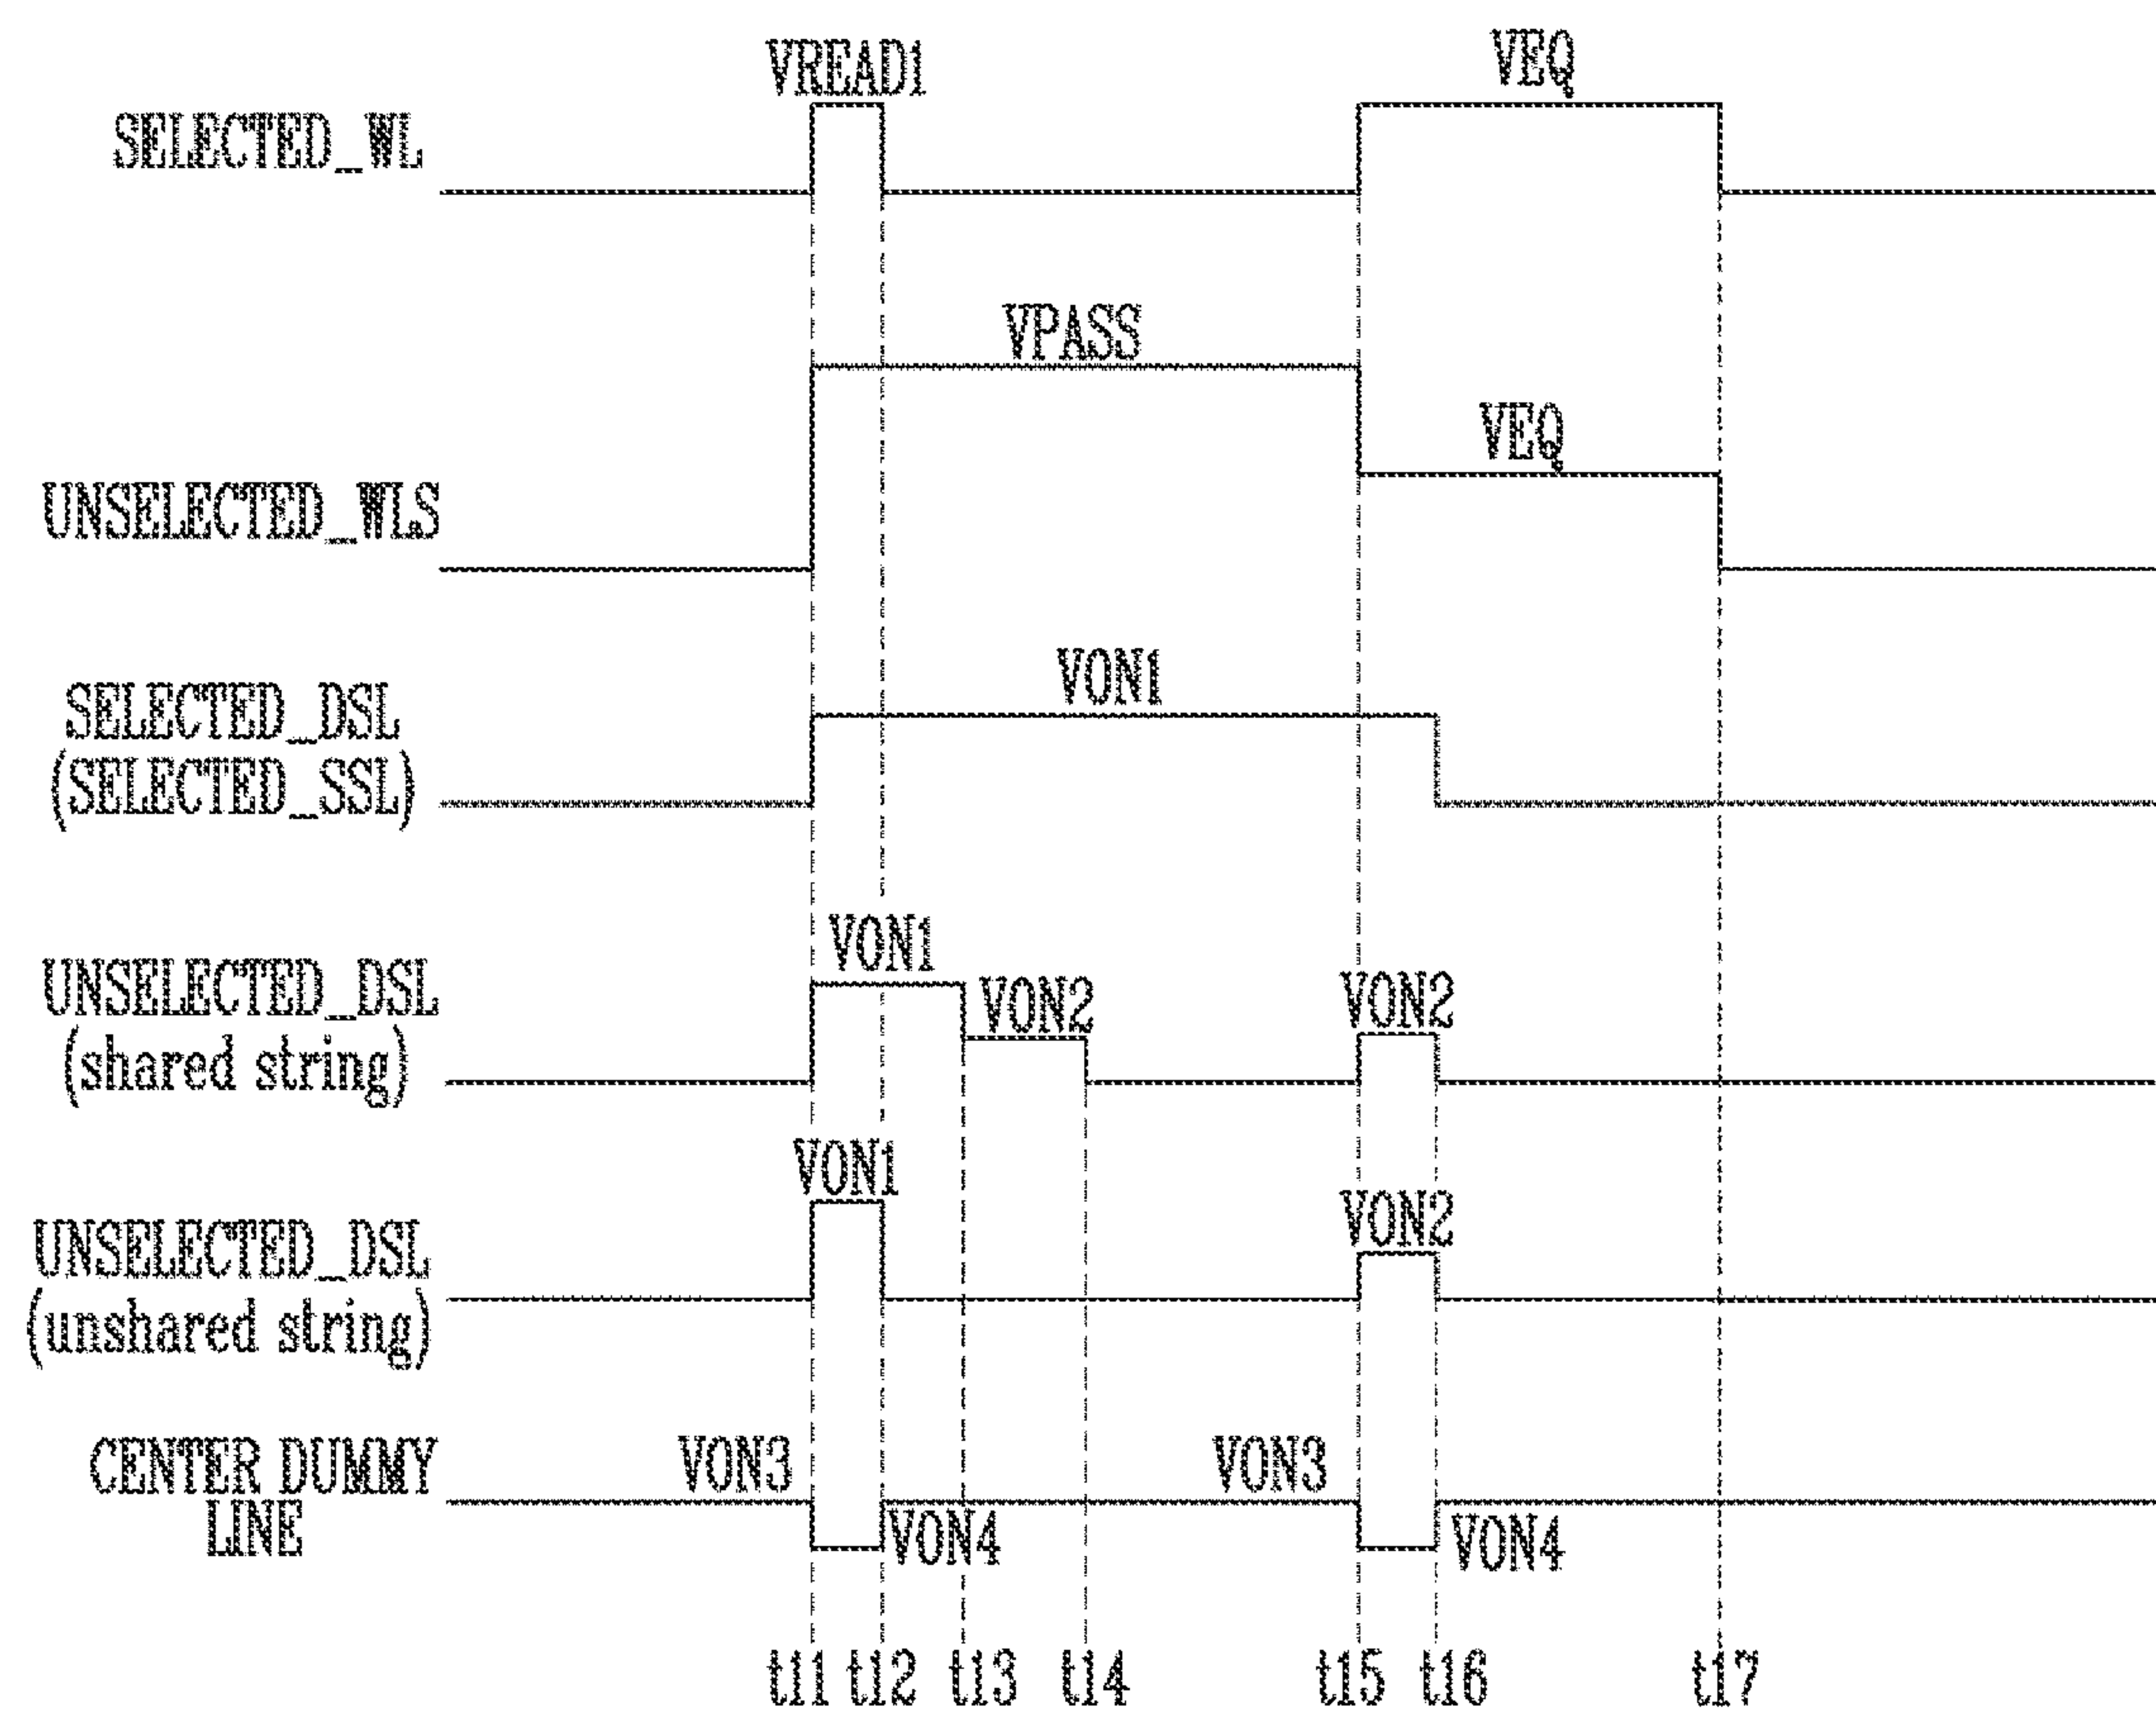 VREAD1
VEQ
SELECTED_WL
VPASS
VEQ
UNSELECTED_WLS
VON1
SELECTED_DSL
(SELECTED_SSL)
VON1
UNSELECTED_DSL
(shared string)
VON2
VON2
VON1
VON2
UNSELECTED_DSL
(unshared string)
CENTER DUMMY
LINE
VON3
VON3
VON4
VON4
t11 t12 t13 t14 t15 t16 t17